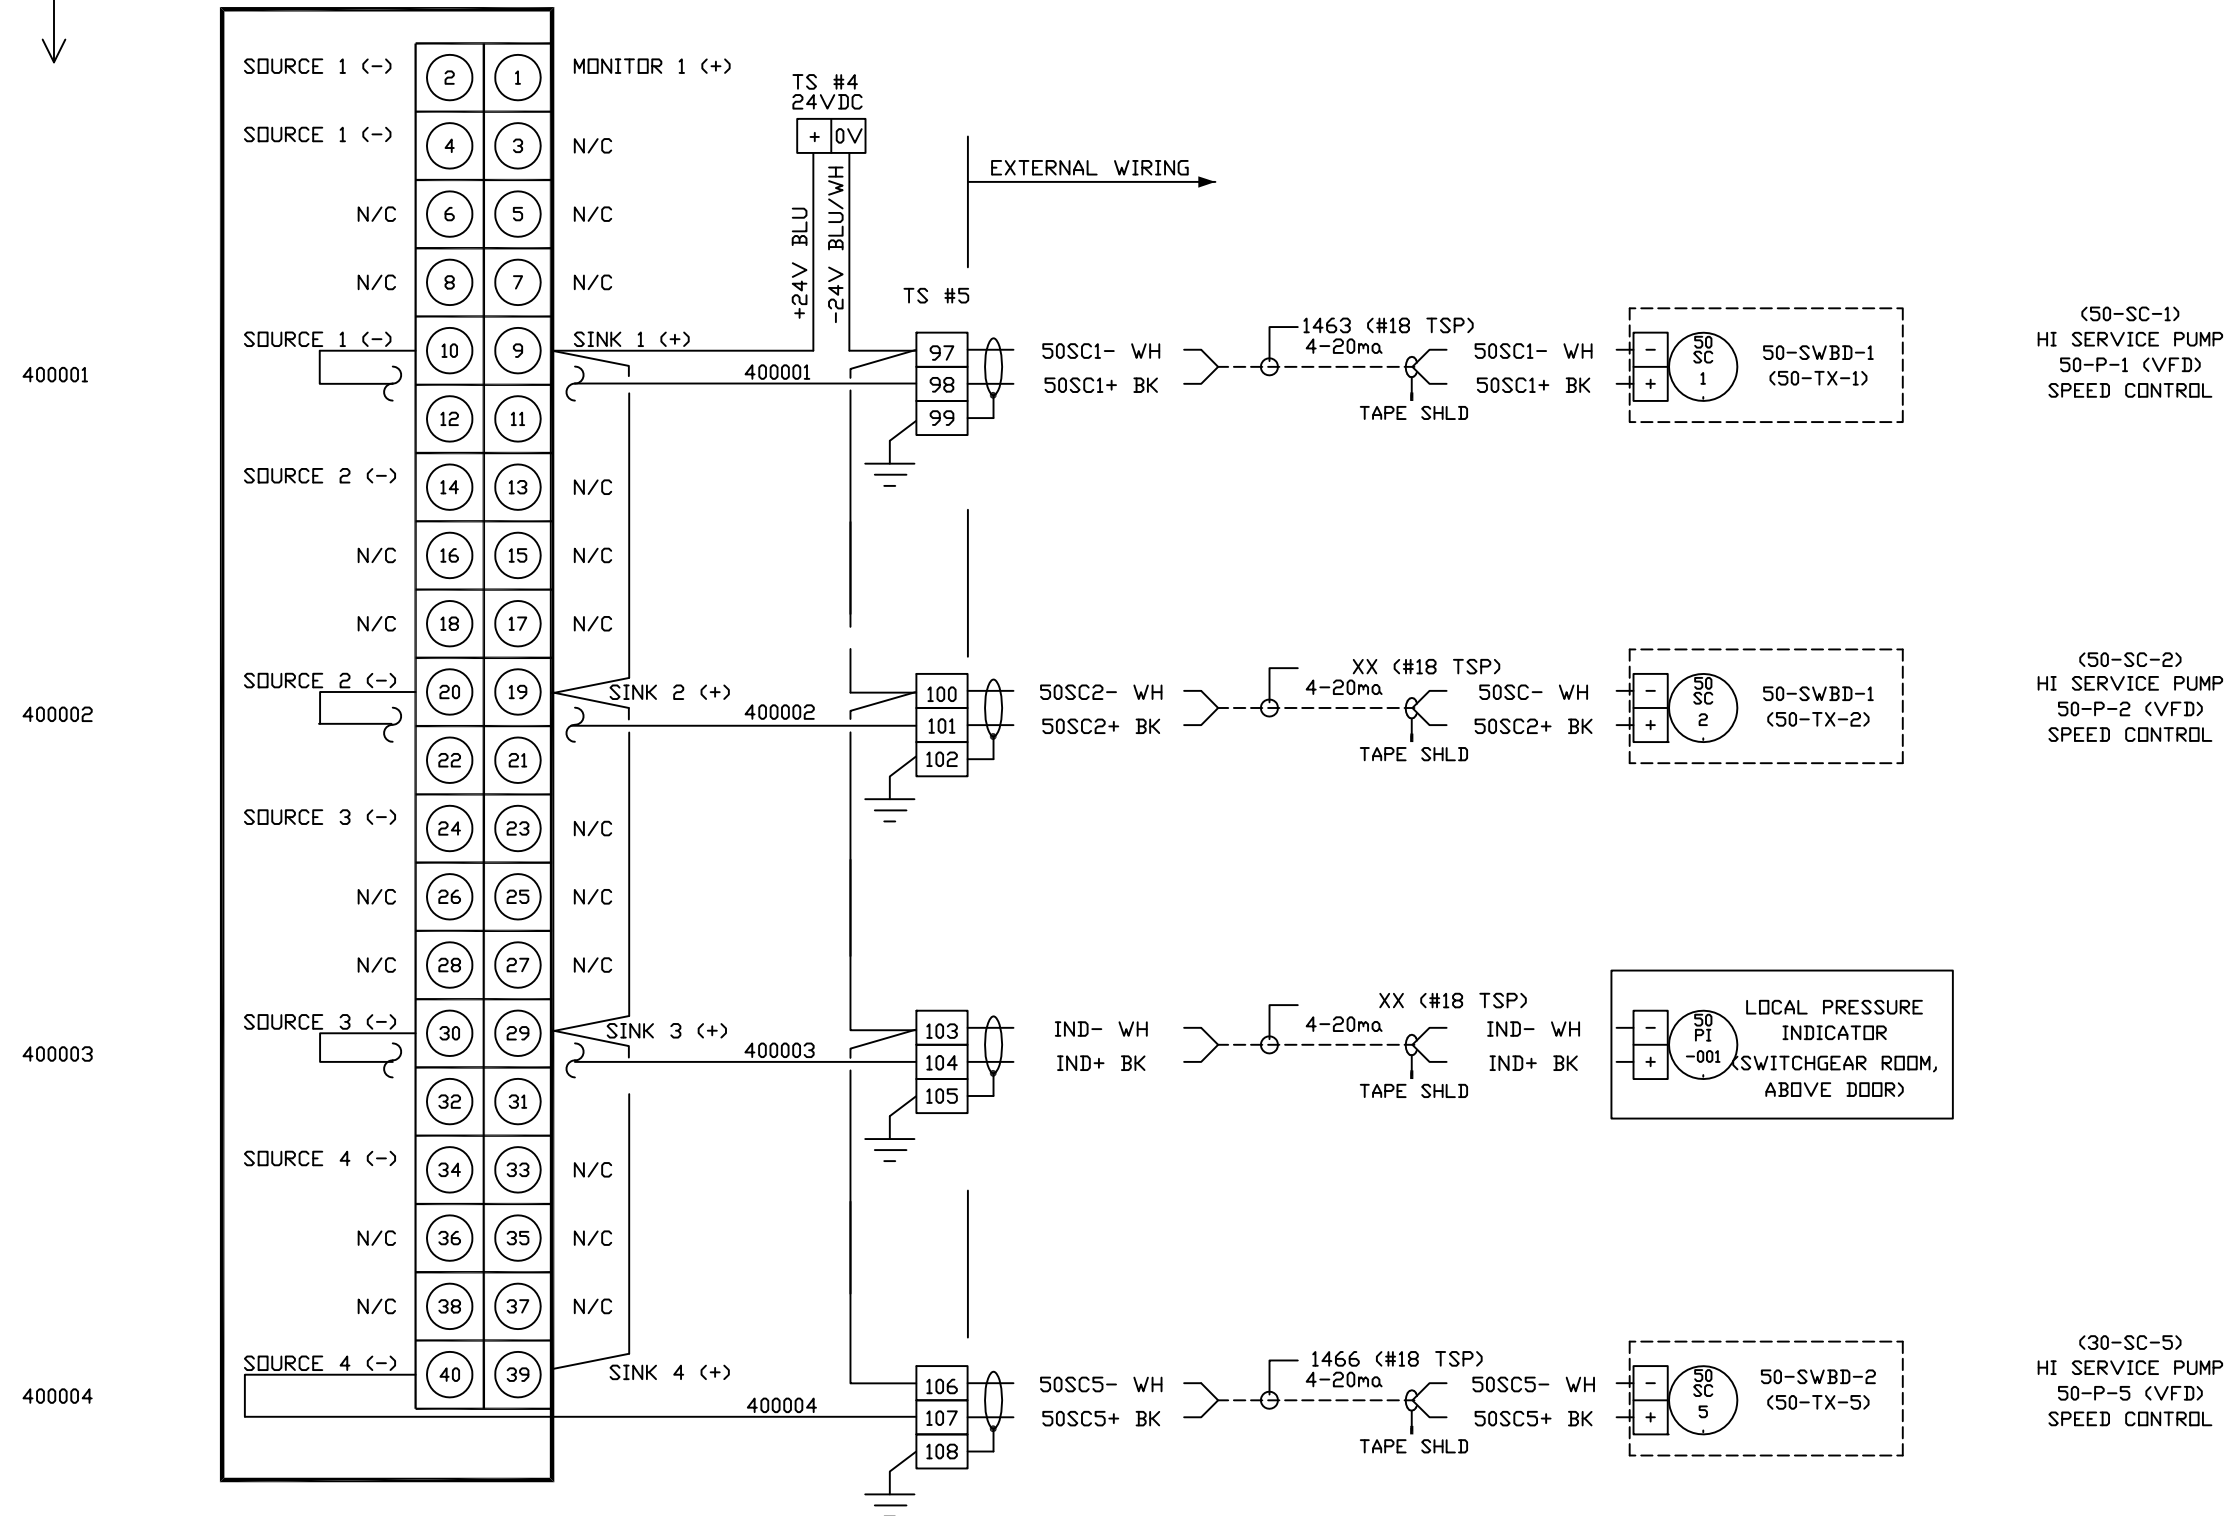 SOURCE 1 (-) 2 1 MONITOR 1 (+)
TS #4
24VDC
+ 0V
SOURCE 1 (-) 4 3 N/C
EXTERNAL WIRING
N/C 6 5 N/C
+24V BLU
-24V BLU/WH
N/C 8 7 N/C
TS #5
400001
SOURCE 1 (-) 10 9 SINK 1 (+)
400001
12 11
97
98
99
50SC1- WH
50SC1+ BK
1463 (#18 TSP)
4-20ma
TAPE SHLD
50SC1- WH
50SC1+ BK
-
+
50
SC
1
50-SWBD-1
(50-TX-1)
(50-SC-1)
HI SERVICE PUMP
50-P-1 (VFD)
SPEED CONTROL
SOURCE 2 (-) 14 13 N/C
N/C 16 15 N/C
N/C 18 17 N/C
400002
SOURCE 2 (-) 20 19 SINK 2 (+)
400002
22 21
100
101
102
50SC2- WH
50SC2+ BK
XX (#18 TSP)
4-20ma
TAPE SHLD
50SC- WH
50SC2+ BK
-
+
50
SC
2
50-SWBD-1
(50-TX-2)
(50-SC-2)
HI SERVICE PUMP
50-P-2 (VFD)
SPEED CONTROL
SOURCE 3 (-) 24 23 N/C
N/C 26 25 N/C
N/C 28 27 N/C
400003
SOURCE 3 (-) 30 29 SINK 3 (+)
400003
32 31
103
104
105
IND- WH
IND+ BK
XX (#18 TSP)
4-20ma
TAPE SHLD
IND- WH
IND+ BK
-
+
50
PI
-001
LOCAL PRESSURE
INDICATOR
(SWITCHGEAR ROOM,
ABOVE DOOR)
SOURCE 4 (-) 34 33 N/C
N/C 36 35 N/C
N/C 38 37 N/C
400004
SOURCE 4 (-) 40 39 SINK 4 (+)
400004
106
107
108
50SC5- WH
50SC5+ BK
1466 (#18 TSP)
4-20ma
TAPE SHLD
50SC5- WH
50SC5+ BK
-
+
50
SC
5
50-SWBD-2
(50-TX-5)
(30-SC-5)
HI SERVICE PUMP
50-P-5 (VFD)
SPEED CONTROL